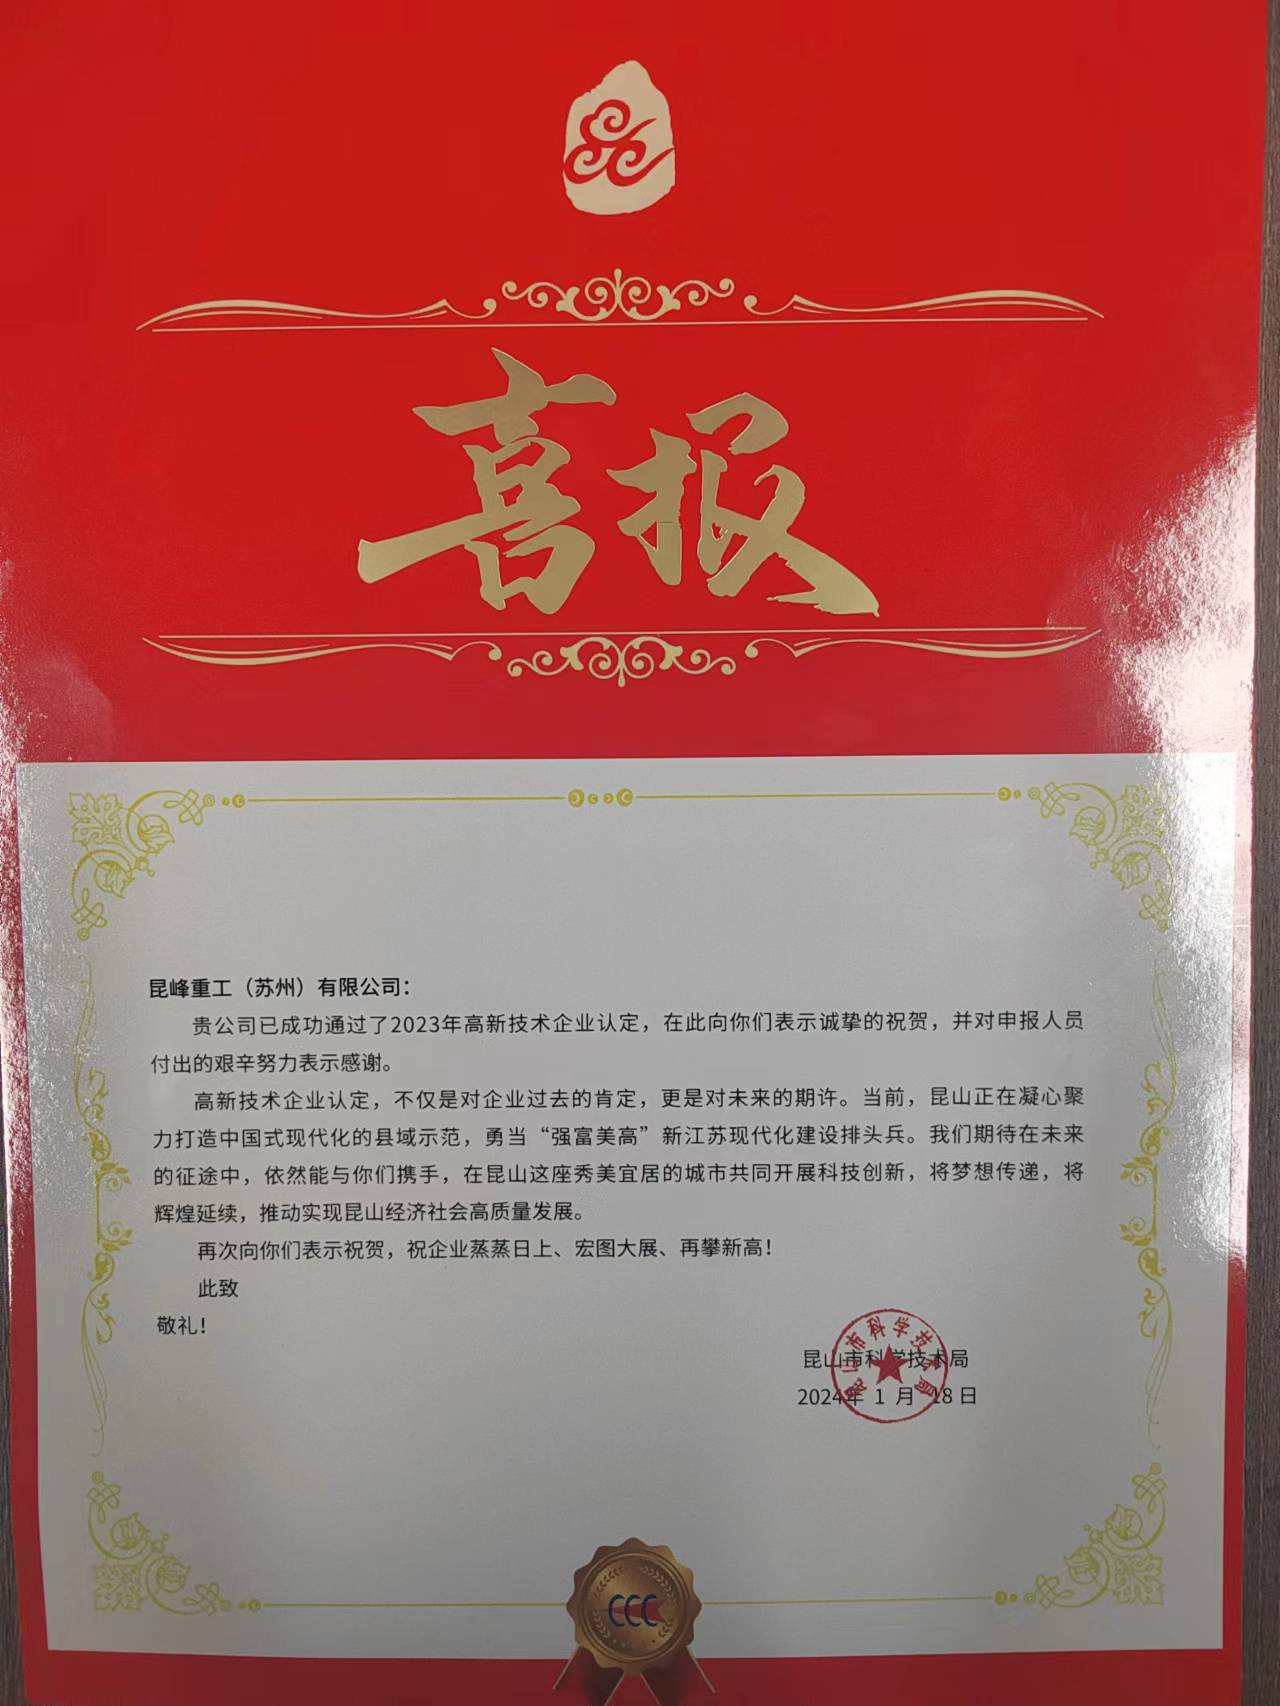 喜报
昆峰重工（苏州）有限公司：
贵公司已成功通过了2023年高新技术企业认定，在此向你们表示诚挚的祝贺，并对申报人员
付出的艰辛努力表示感谢。
高新技术企业认定，不仅是对企业过去的肯定，更是对未来的期许。当前，昆山正在凝心聚
力打造中国式现代化的县域示范，勇当“强富美高”新江苏现代化建设排头兵。我们期待在未来
的征途中，依然能与你们携手，在昆山这座秀美宜居的城市共同开展科技创新，将梦想传递，将
辉煌延续，推动实现昆山经济社会高质量发展。
再次向你们表示祝贺，祝企业蒸蒸日上、宏图大展、再攀新高！
此致
敬礼！
昆山市科学技术局
昆山市科学技术局
2024年 1 月 18 日
CCC